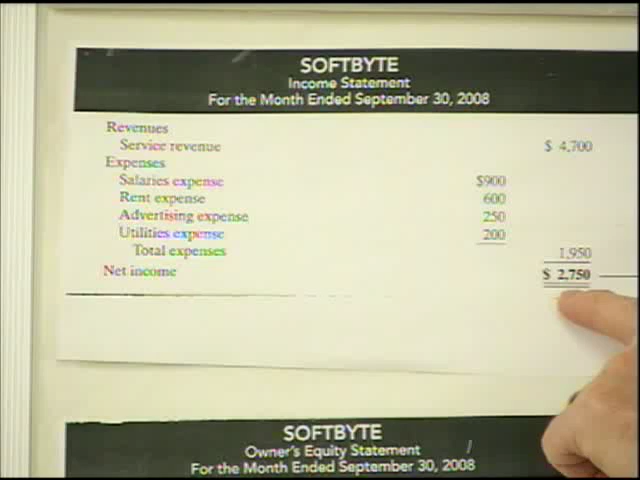 SOFTBYTE
Income Statement
For the Month Ended September 30, 2008
Revenues
Service revenue $ 4,700
Expenses
Salaries expense $900
Rent expense 600
Advertising expense 250
Utilities expense 200
Total expenses 1,950
Net income $ 2,750
SOFTBYTE
Owner's Equity Statement
For the Month Ended September 30, 2008